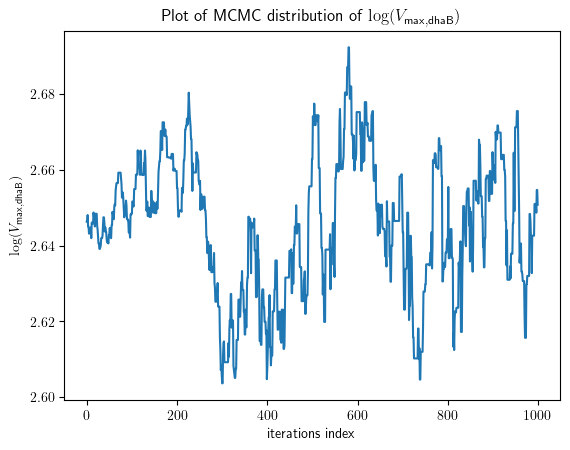 Plot of MCMC distribution of log(V_max,dhaB)
log(V_max,dhaB)
2.68
2.66
2.64
2.62
2.60
0 200 400 600 800 1000
iterations index